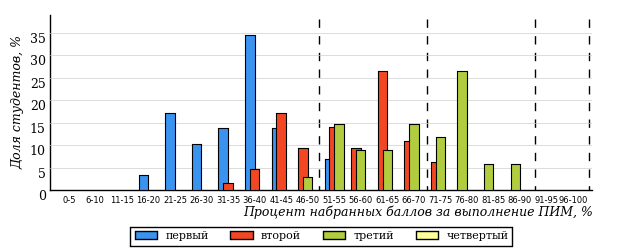 Доля студентов, %
35
30
25
20
15
10
5
0
0-5 6-10 11-15 16-20 21-25 26-30 31-35 36-40 41-45 46-50 51-55 56-60 61-65 66-70 71-75 76-80 81-85 86-90 91-95 96-100
Процент набранных баллов за выполнение ПИМ, %
первый второй третий четвертый